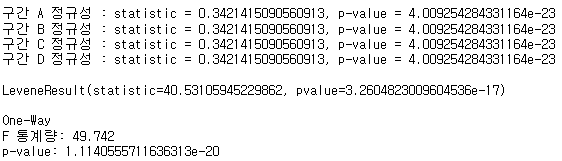 구간 A 정규성 : statistic = 0.3421415090560913, p-value = 4.009254284331164e-23
구간 B 정규성 : statistic = 0.3421415090560913, p-value = 4.009254284331164e-23
구간 C 정규성 : statistic = 0.3421415090560913, p-value = 4.009254284331164e-23
구간 D 정규성 : statistic = 0.3421415090560913, p-value = 4.009254284331164e-23
LeveneResult(statistic=40.53105945229862, pvalue=3.2604823009604536e-17)
One-Way
F 통계량: 49.742
p-value: 1.1140555711636313e-20